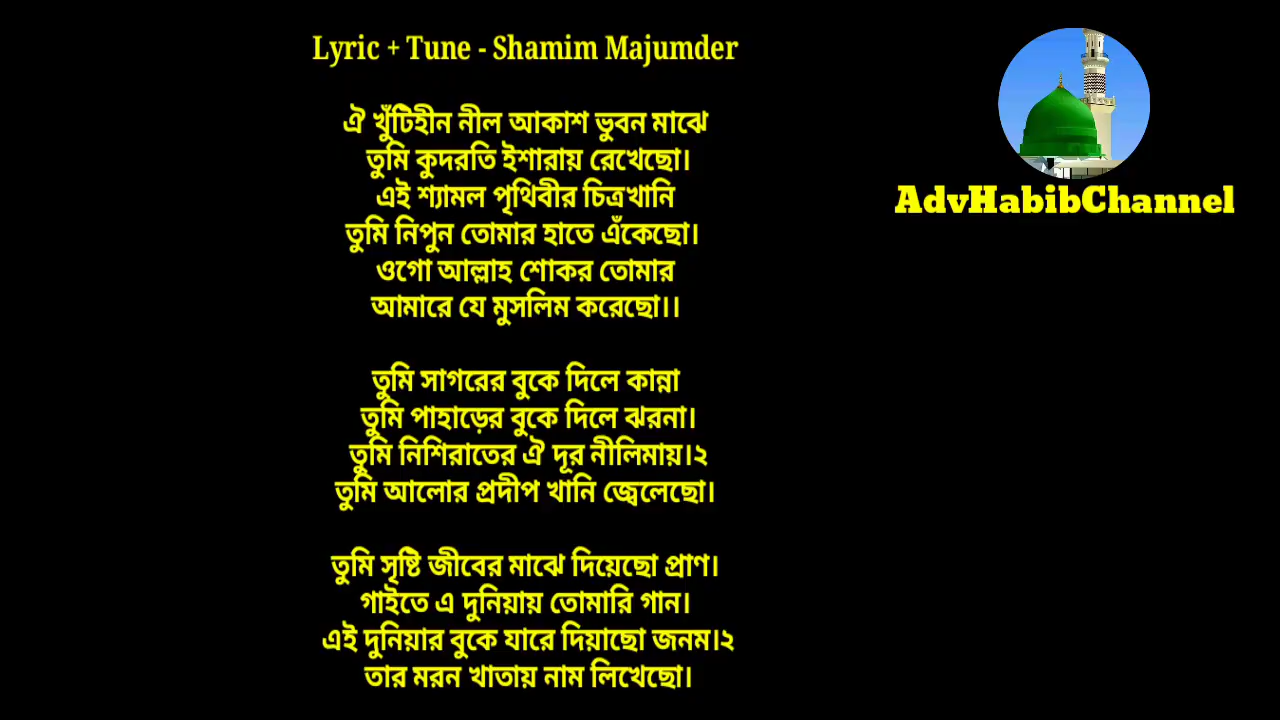 Lyric + Tune - Shamim Majumder
ঐ খুঁটিহীন নীল আকাশ ভুবন মাঝে
তুমি কুদরতি ইশারায় রেখেছো।
এই শ্যামল পৃথিবীর চিত্রখানি
তুমি নিপুন তোমার হাতে এঁকেছো।
ওগো আল্লাহ শোকর তোমার
আমারে যে মুসলিম করেছো।।
তুমি সাগরের বুকে দিলে কান্না
তুমি পাহাড়ের বুকে দিলে ঝরনা।
তুমি নিশিরাতের ঐ দূর নীলিমায়।২
তুমি আলোর প্রদীপ খানি জ্বেলেছো।
তুমি সৃষ্টি জীবের মাঝে দিয়েছো প্রাণ।
গাইতে এ দুনিয়ায় তোমারি গান।
এই দুনিয়ার বুকে যারে দিয়াছো জনম।২
তার মরন খাতায় নাম লিখেছো।
AdvHabibChannel